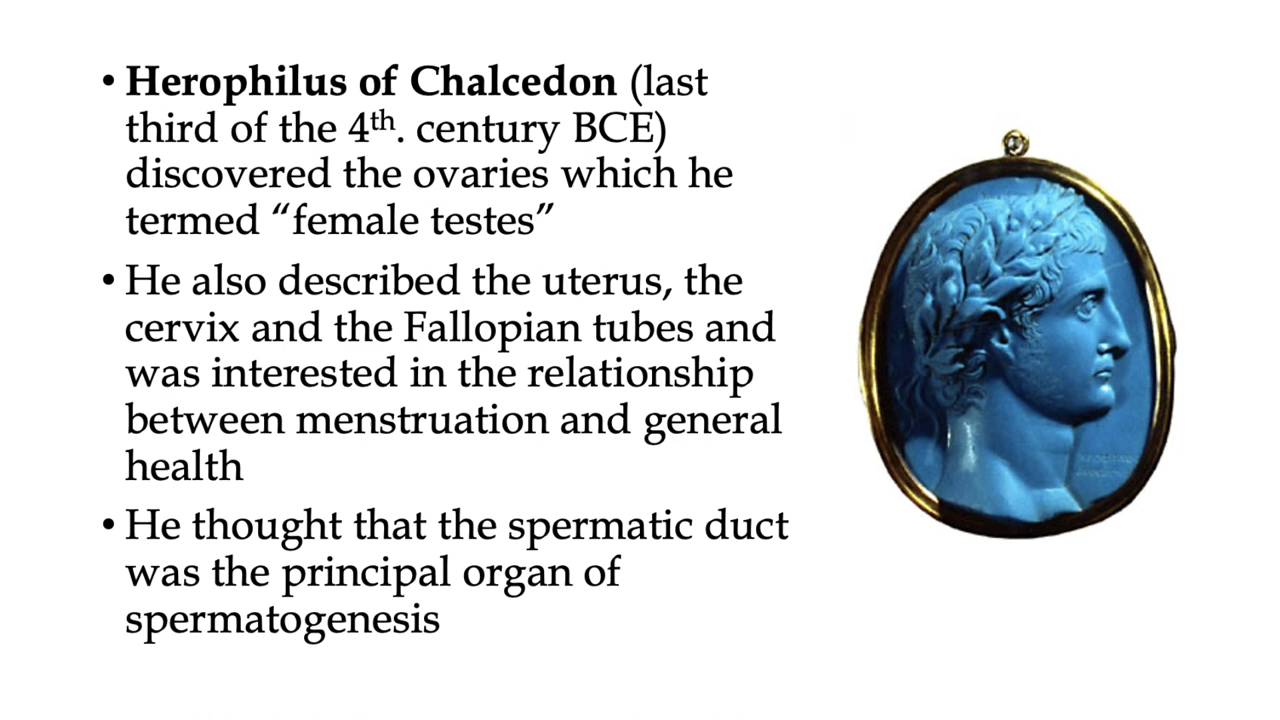 • Herophilus of Chalcedon (last
third of the 4th. century BCE)
discovered the ovaries which he
termed “female testes”
• He also described the uterus, the
cervix and the Fallopian tubes and
was interested in the relationship
between menstruation and general
health
• He thought that the spermatic duct
was the principal organ of
spermatogenesis